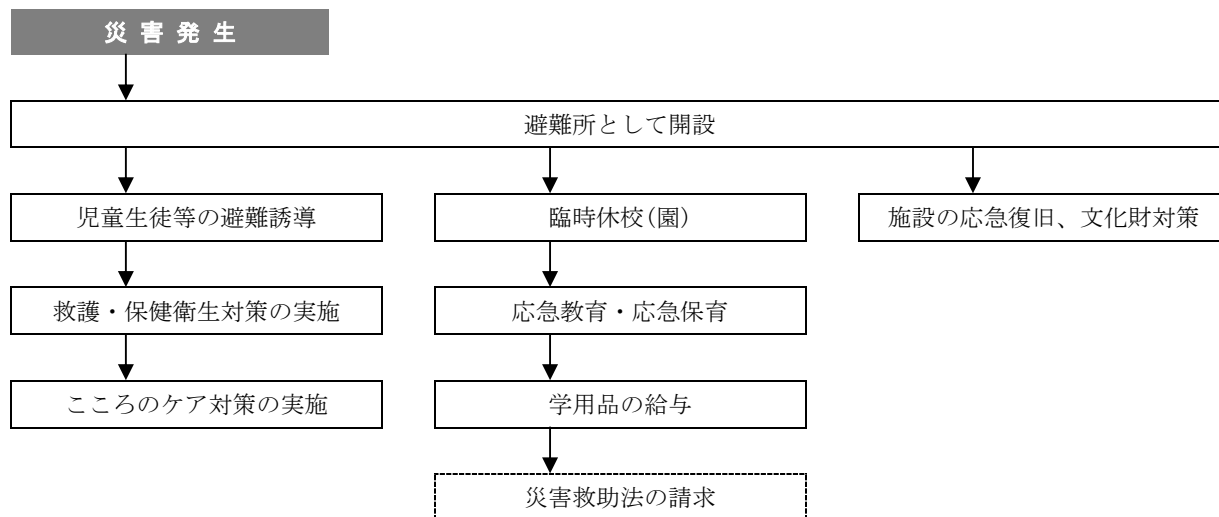 災害発生
避難所として開設
児童生徒等の避難誘導
臨時休校(園)
施設の応急復旧、文化財対策
救護・保健衛生対策の実施
応急教育・応急保育
こころのケア対策の実施
学用品の給与
災害救助法の請求